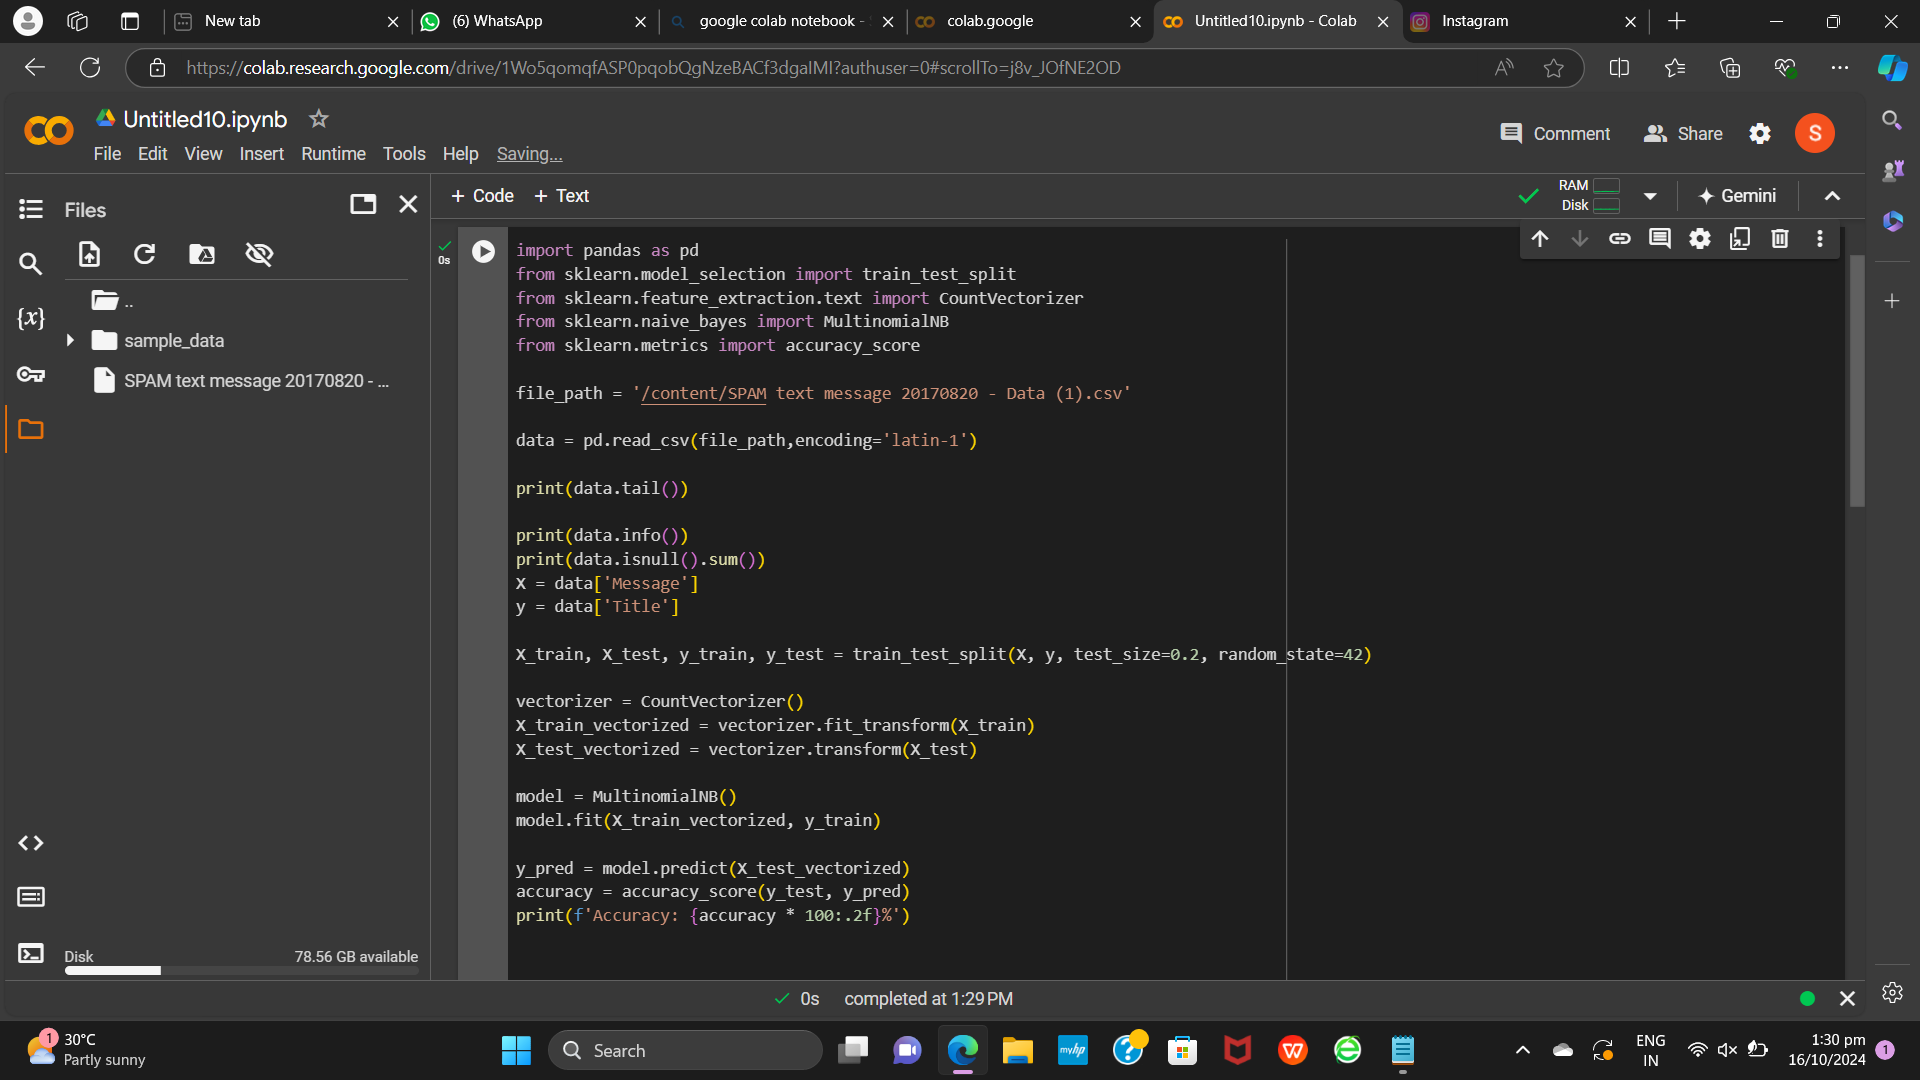 New tab
(6) WhatsApp
google colab notebook -
colab.google
Untitled10.ipynb - Colab
Instagram
https://colab.research.google.com/drive/1Wo5qomqfASP0pqobQgNzeBACf3dgaIMI?authuser=0#scrollTo=j8v_JOfNE2OD
Untitled10.ipynb
File Edit View Insert Runtime Tools Help Saving...
Comment Share S
Files
+ Code + Text
RAM
Disk
Gemini
..
sample_data
SPAM text message 20170820 - ...
0s
import pandas as pd
from sklearn.model_selection import train_test_split
from sklearn.feature_extraction.text import CountVectorizer
from sklearn.naive_bayes import MultinomialNB
from sklearn.metrics import accuracy_score
file_path = '/content/SPAM text message 20170820 - Data (1).csv'
data = pd.read_csv(file_path,encoding='latin-1')
print(data.tail())
print(data.info())
print(data.isnull().sum())
X = data['Message']
y = data['Title']
X_train, X_test, y_train, y_test = train_test_split(X, y, test_size=0.2, random_state=42)
vectorizer = CountVectorizer()
X_train_vectorized = vectorizer.fit_transform(X_train)
X_test_vectorized = vectorizer.transform(X_test)
model = MultinomialNB()
model.fit(X_train_vectorized, y_train)
y_pred = model.predict(X_test_vectorized)
accuracy = accuracy_score(y_test, y_pred)
print(f'Accuracy: {accuracy * 100:.2f}%')
Disk 78.56 GB available
0s completed at 1:29 PM
1
30°C
Partly sunny
Search
myhp
ENG
IN
1:30 pm
16/10/2024
1